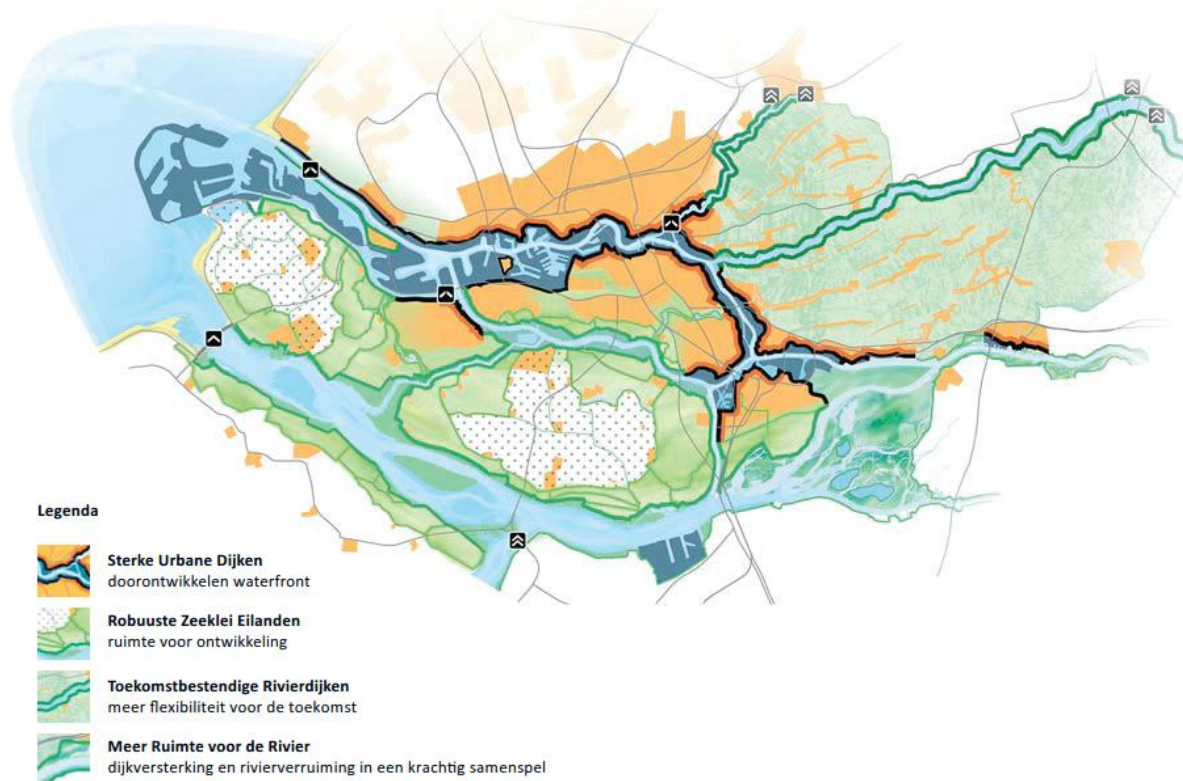 Legenda
Sterke Urbane Dijken
doorontwikkelen waterfront
Robuuste Zeeklei Eilanden
ruimte voor ontwikkeling
Toekomstbestendige Rivierdijken
meer flexibiliteit voor de toekomst
Meer Ruimte voor de Rivier
dijkversterking en rivierverruiming in een krachtig samenspel